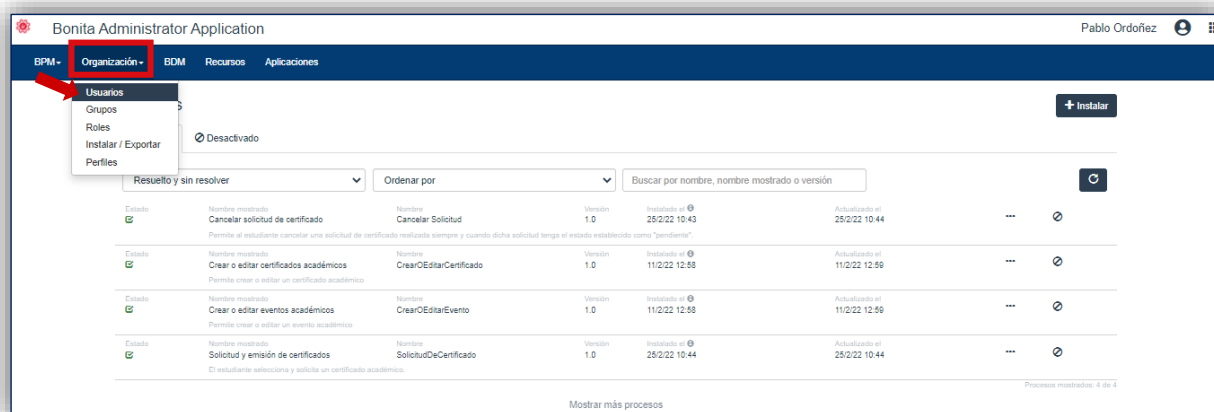 Bonita Administrator Application Pablo Ordoñez
BPM Organización BDM Recursos Aplicaciones
Usuarios
Grupos
Roles
Instalar / Exportar
Perfiles
s
Instalar
Desactivado
Resuelto y sin resolver Ordenar por Buscar por nombre, nombre mostrado o versión
Estado Nombre mostrado Nombre Versión Instalado el Actualizado el
Cancelar solicitud de certificado Cancelar Solicitud 1.0 25/2/22 10:43 25/2/22 10:44 ...
Permite al estudiante cancelar una solicitud de certificado realizada siempre y cuando dicha solicitud tenga el estado establecido como "pendiente".
Estado Nombre mostrado Nombre Versión Instalado el Actualizado el
Crear o editar certificados académicos CrearOEditarCertificado 1.0 11/2/22 12:58 11/2/22 12:59 ...
Permite crear o editar un certificado académico
Estado Nombre mostrado Nombre Versión Instalado el Actualizado el
Crear o editar eventos académicos CrearOEditarEvento 1.0 11/2/22 12:58 11/2/22 12:59 ...
Permite crear o editar un evento académico
Estado Nombre mostrado Nombre Versión Instalado el Actualizado el
Solicitud y emisión de certificados SolicitudDeCertificado 1.0 25/2/22 10:44 25/2/22 10:44 ...
El estudiante selecciona y solicita un certificado académico.
Procesos mostrados: 4 de 4
Mostrar más procesos